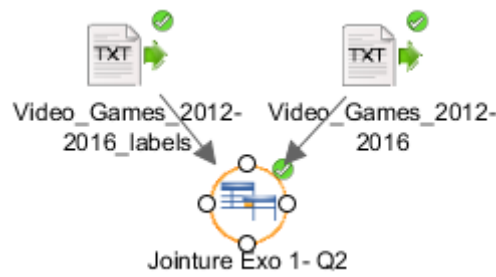 TXT
TXT
Video_Games_2012-
2016_labels
Video_Games_2012-
2016
Jointure Exo 1- Q2